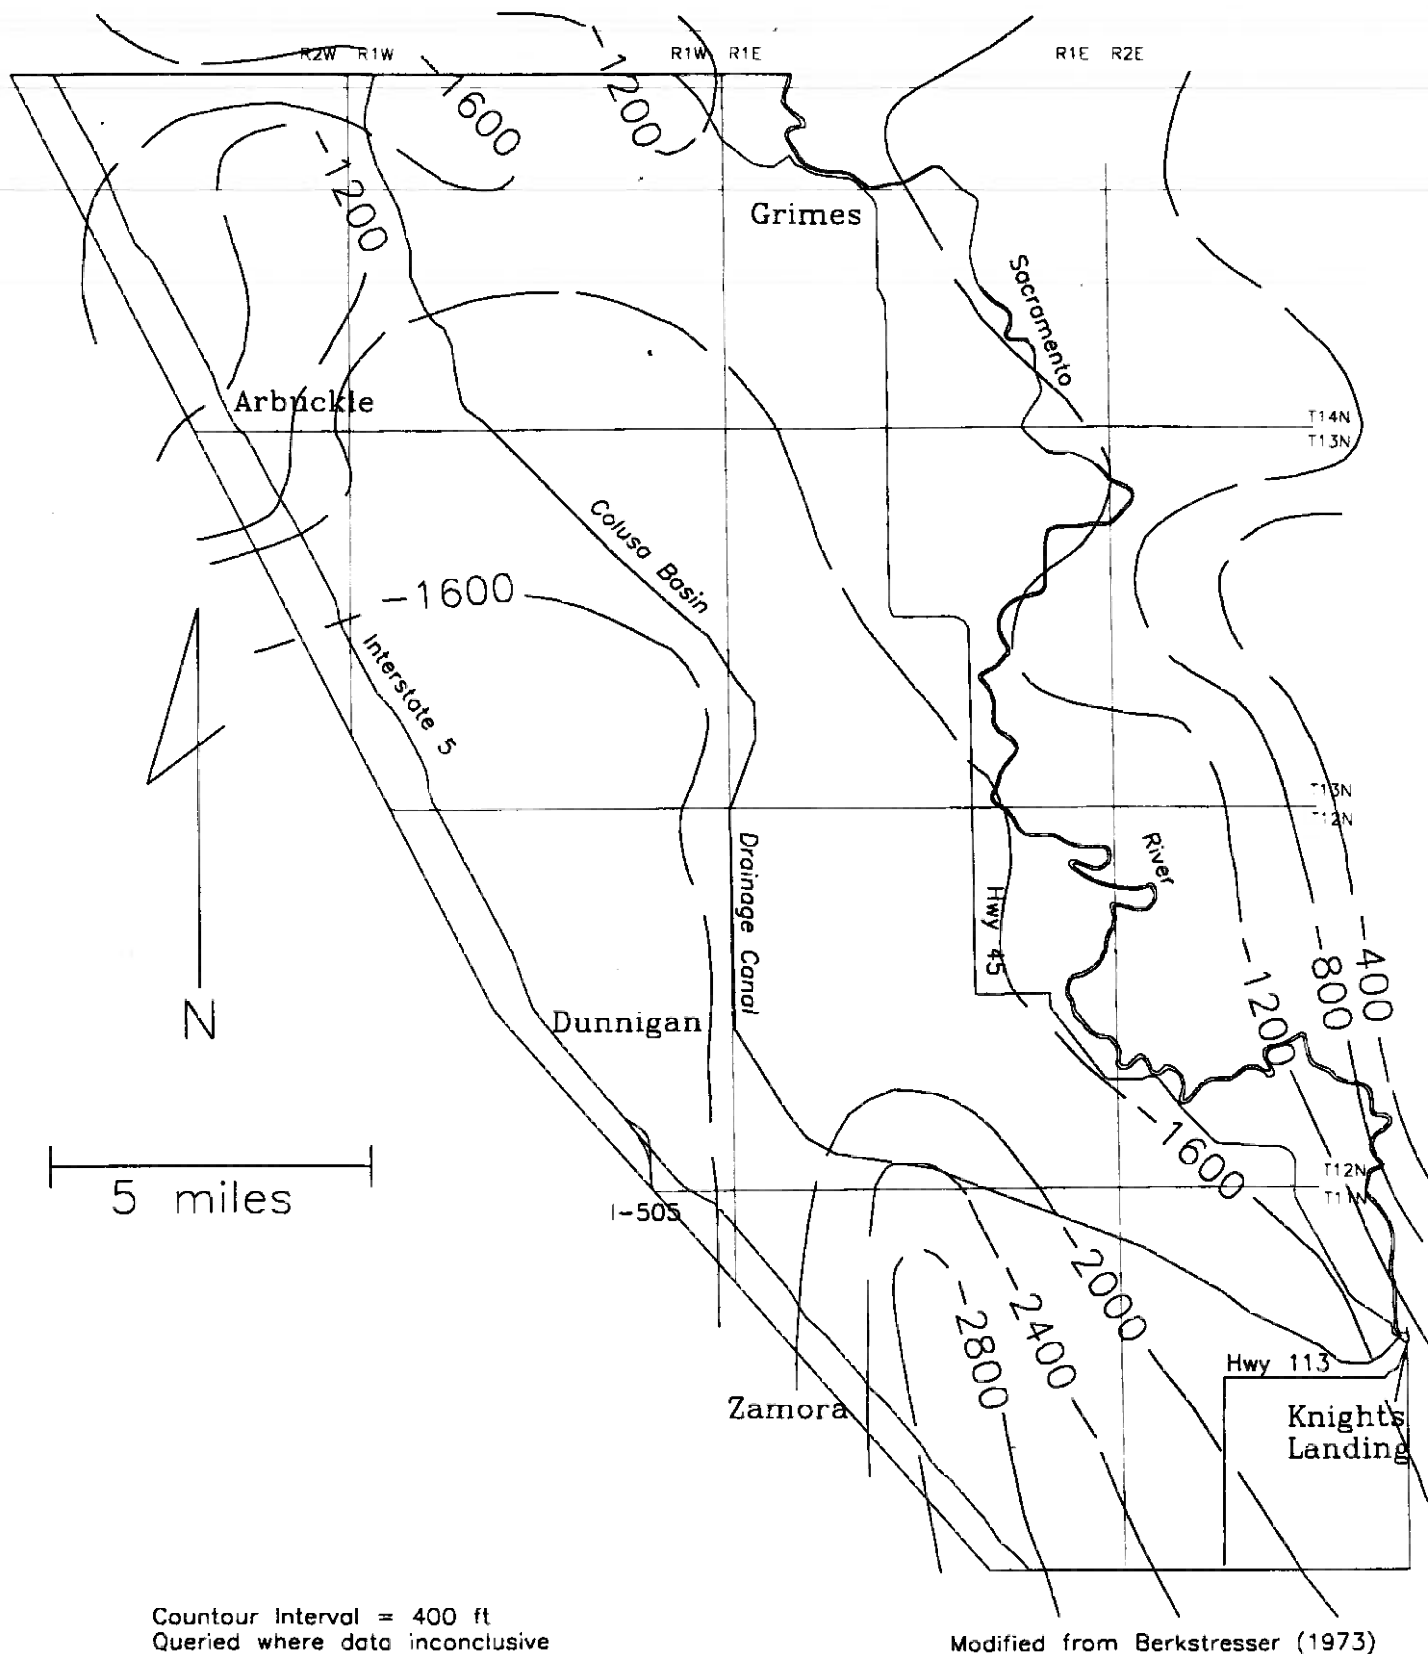 R2W R1W
R1W R1E
R1E R2E
-1200
-1600
-1200
Grimes
Sacramento
Arbuckle
T14N
T13N
Colusa Basin
-1600
Interstate 5
T13N
T12N
River
Drainage Canal
Hwy 45
-400
-800
-1200
N
Dunnigan
-1600
5 miles
T12N
T11N
I-505
-2000
-2400
-2800
Hwy 113
Zamora
Knights
Landing
Countour Interval = 400 ft
Queried where data inconclusive
Modified from Berkstresser (1973)